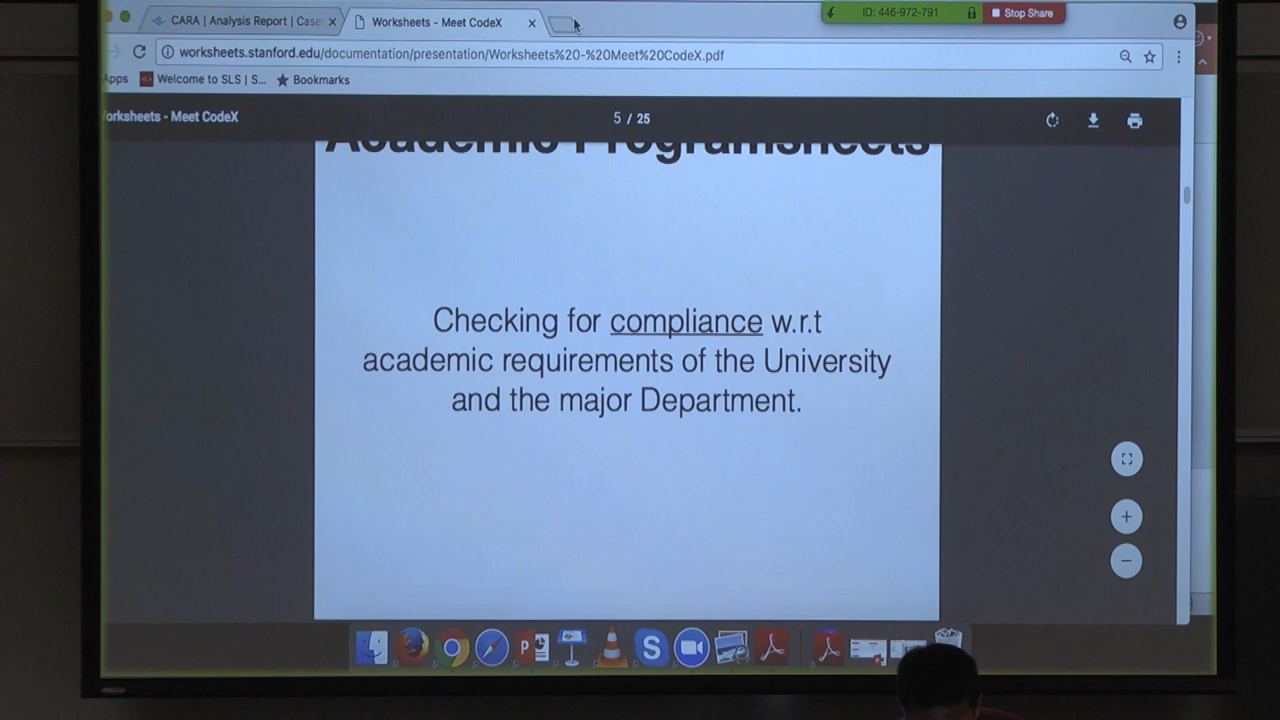 CARA | Analysis Report | Case
Worksheets - Meet CodeX
ID: 446-972-791
Stop Share
worksheets.stanford.edu/documentation/presentation/Worksheets%20-%20Meet%20CodeX.pdf
Apps
Welcome to SLS | S...
Bookmarks
orksheets - Meet CodeX
5 / 25
Academic Programsheets
Checking for compliance w.r.t
academic requirements of the University
and the major Department.